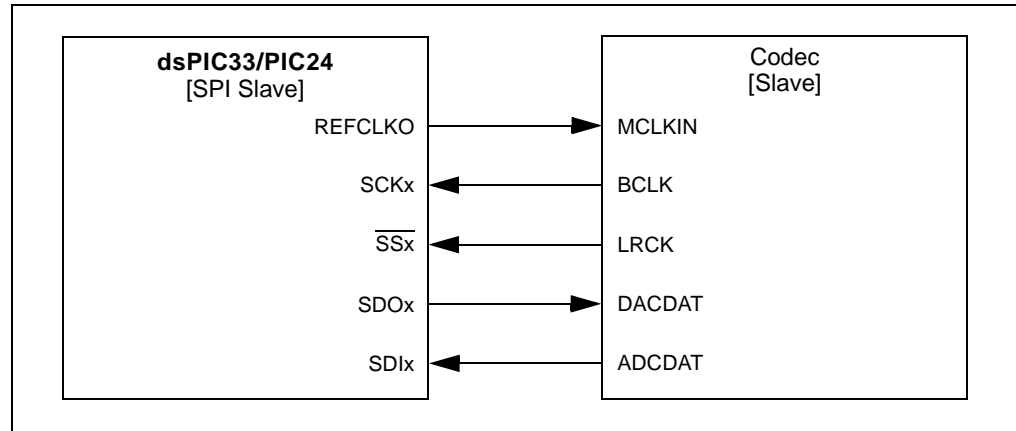 dsPIC33/PIC24
[SPI Slave]
REFCLKO
SCKx
SSx
SDOx
SDIx
Codec
[Slave]
MCLKIN
BCLK
LRCK
DACDAT
ADCDAT